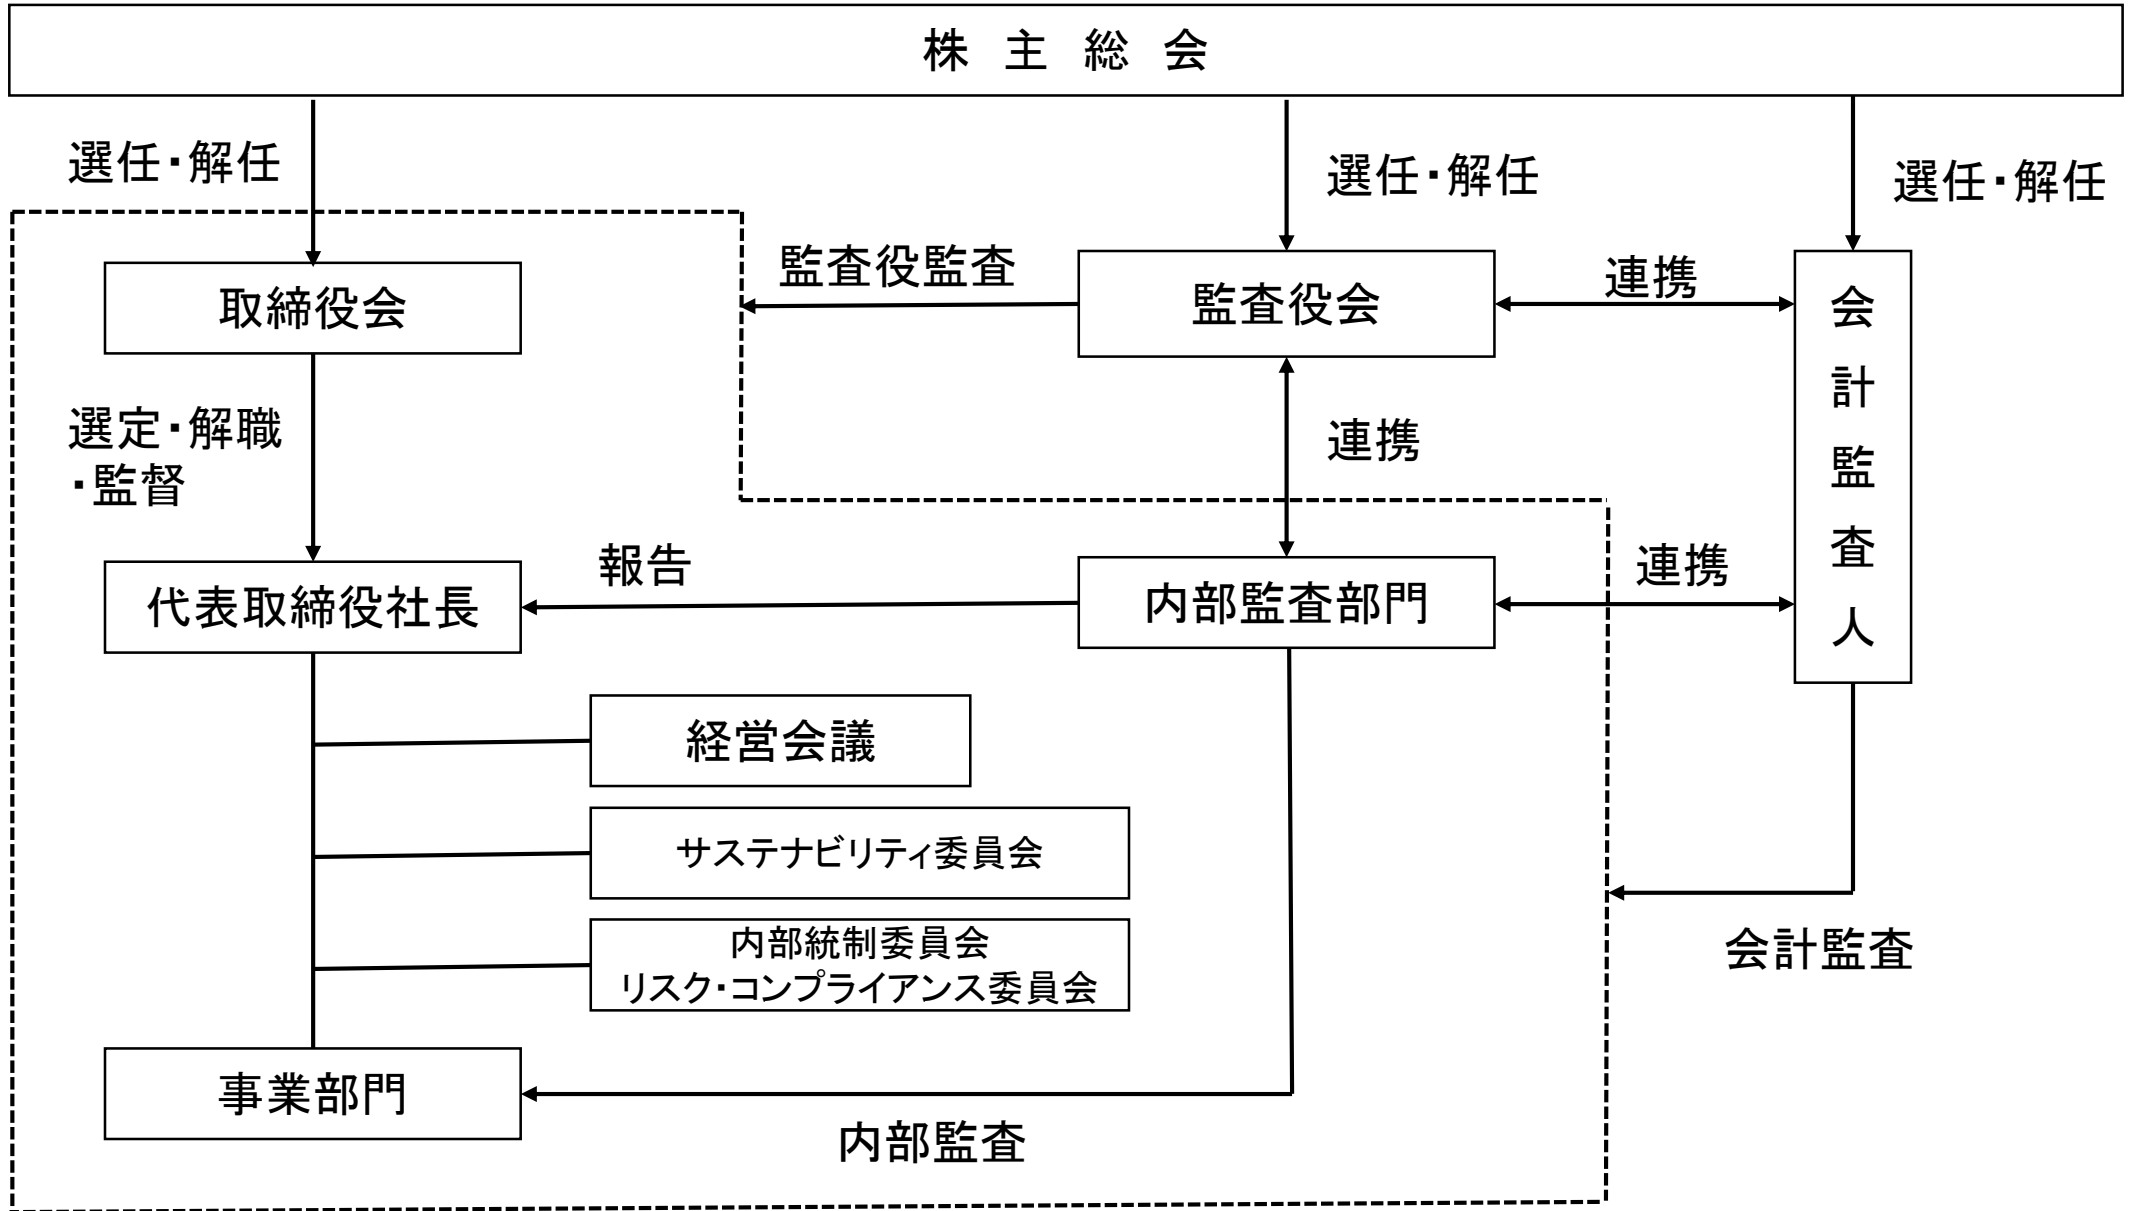 株主総会
選任・解任
選任・解任
選任・解任
取締役会
監査役監査
監査役会
連携
会計監査人
選定・解職
・監督
連携
代表取締役社長
報告
内部監査部門
連携
経営会議
サステナビリティ委員会
内部統制委員会
リスク・コンプライアンス委員会
会計監査
事業部門
内部監査